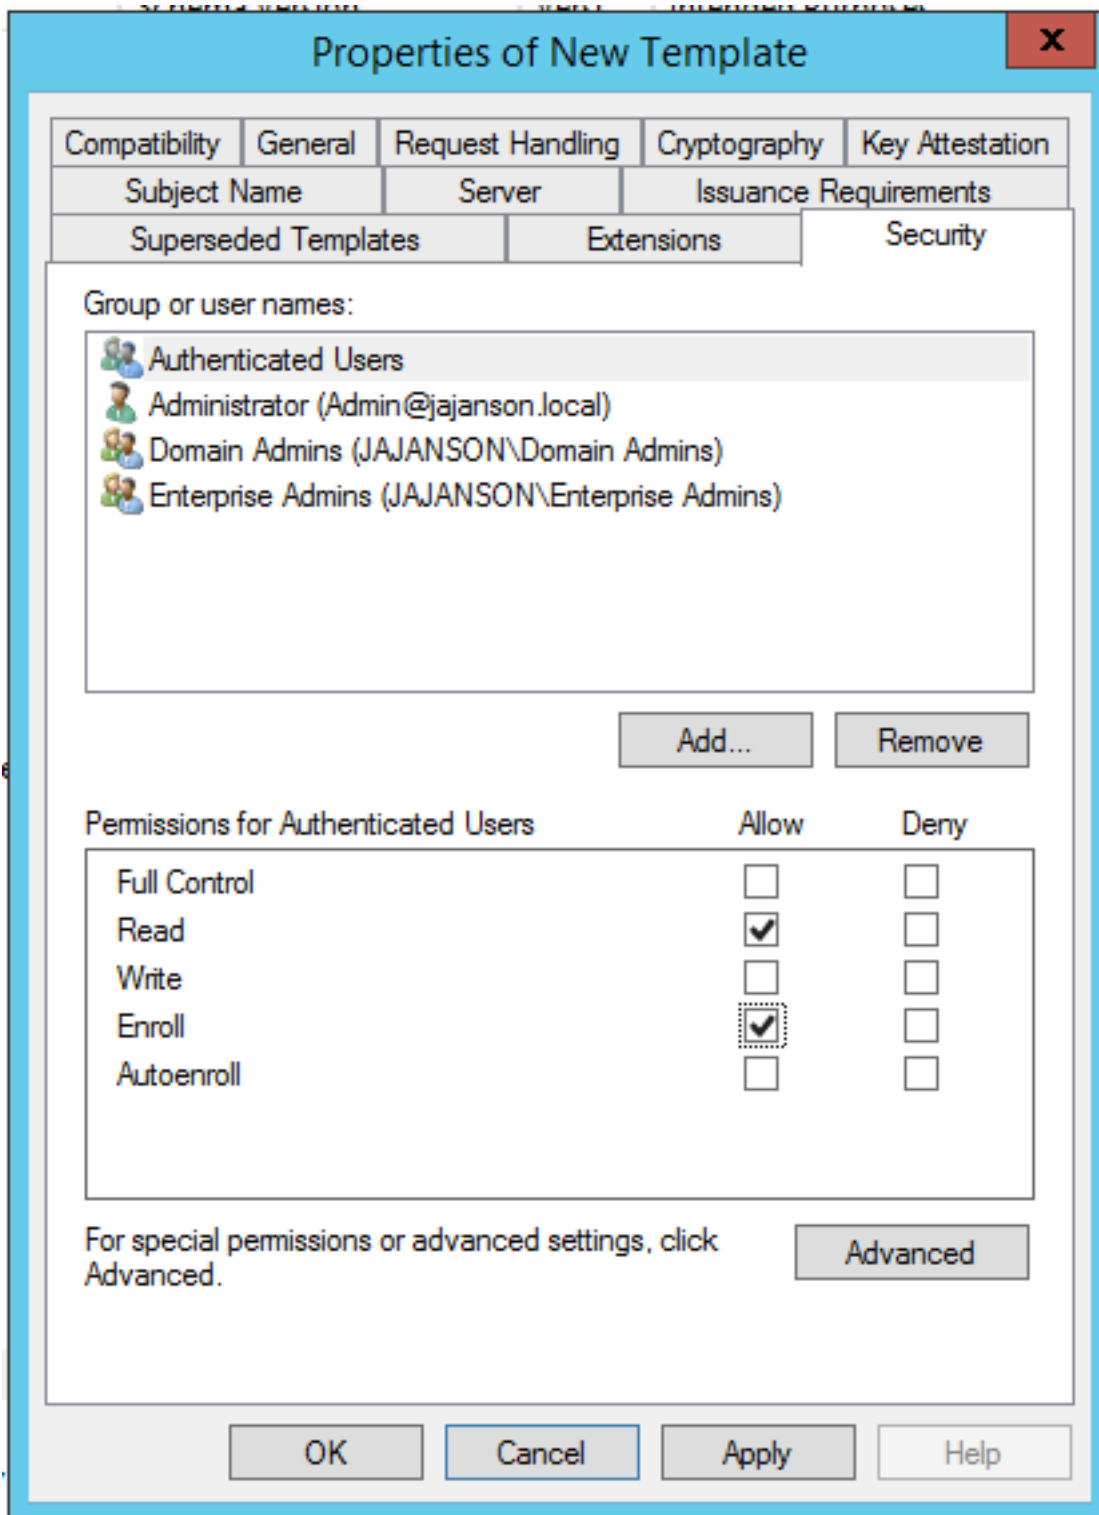 Properties of New Template
x
Compatibility General Request Handling Cryptography Key Attestation
Subject Name Server Issuance Requirements
Superseded Templates Extensions Security
Group or user names:
Authenticated Users
Administrator (Admin@jajanson.local)
Domain Admins (JAJANSON\Domain Admins)
Enterprise Admins (JAJANSON\Enterprise Admins)
Add... Remove
Permissions for Authenticated Users Allow Deny
Full Control
Read
Write
Enroll
Autoenroll
For special permissions or advanced settings, click
Advanced.
Advanced
OK Cancel Apply Help